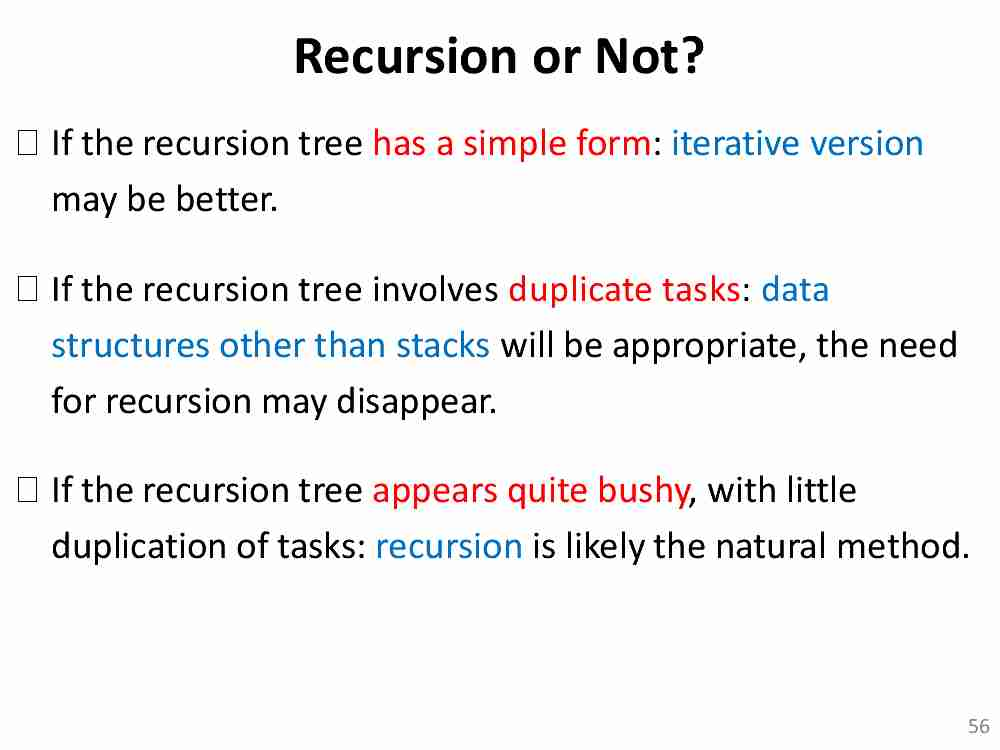 Recursion or Not?
□ If the recursion tree has a simple form: iterative version
may be better.
□ If the recursion tree involves duplicate tasks: data
structures other than stacks will be appropriate, the need
for recursion may disappear.
□ If the recursion tree appears quite bushy, with little
duplication of tasks: recursion is likely the natural method.
56